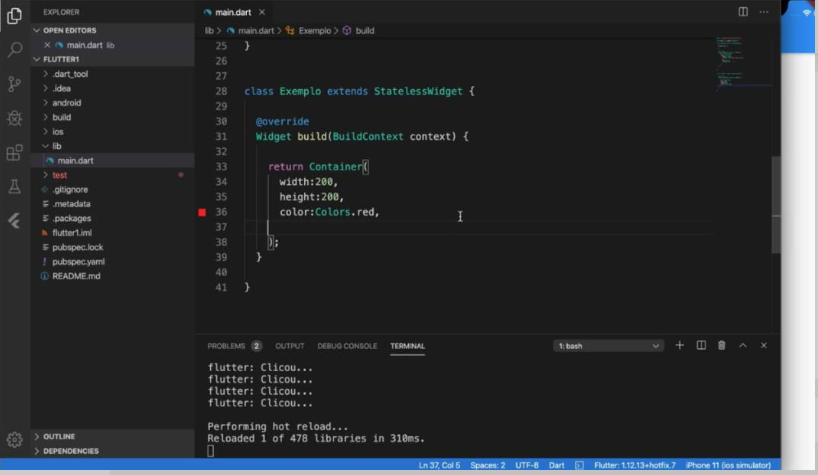 EXPLORER
OPEN EDITORS
main.dart lib
FLUTTER1
.dart_tool
.idea
android
build
ios
lib
main.dart
test
.gitignore
.metadata
.packages
flutter1.iml
pubspec.lock
pubspec.yaml
README.md
OUTLINE
DEPENDENCIES
main.dart
lib > main.dart > Exemplo > build
25 }
26
27
28 class Exemplo extends StatelessWidget {
29
30 @override
31 Widget build(BuildContext context) {
32
33 return Container(
34 width:200,
35 height:200,
36 color:Colors.red,
37
38 );
39 }
40
41 }
PROBLEMS 2 OUTPUT DEBUG CONSOLE TERMINAL 1: bash
flutter: Clicou...
flutter: Clicou...
flutter: Clicou...
flutter: Clicou...
Performing hot reload...
Reloaded 1 of 478 libraries in 310ms.
Ln 37, Col 5 Spaces: 2 UTF-8 Dart Flutter: 1.12.13+hotfix.7 iPhone 11 (ios simulator)